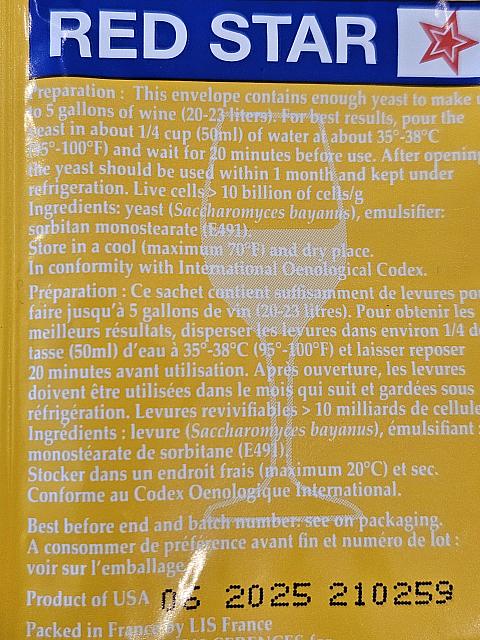 RED STAR
Preparation : This envelope contains enough yeast to make
to 5 gallons of wine (20-23 liters). For best results, pour the
yeast in about 1/4 cup (50ml) of water at about 35°-38°C
(95°-100°F) and wait for 20 minutes before use. After opening
the yeast should be used within 1 month and kept under
refrigeration. Live cells > 10 billion of cells/g
Ingredients: yeast (Saccharomyces bayanus), emulsifier:
sorbitan monostearate (E491).
Store in a cool (maximum 70°F) and dry place.
In conformity with International Oenological Codex.
Préparation : Ce sachet contient suffisamment de levures
faire jusqu'à 5 gallons de vin (20-23 litres). Pour obtenir les
meilleurs résultats, disperser les levures dans environ 1/4 d
tasse (50ml) d'eau à 35°-38°C (95°-100°F) et laisser reposer
20 minutes avant utilisation. Après ouverture, les levures
doivent être utilisées dans le mois qui suit et gardées sous
réfrigération. Levures revivifiables > 10 milliards de cellule
Ingrédients : levure (Saccharomyces bayanus), émulsifiant :
monostéarate de sorbitane (E491)
Stocker dans un endroit frais (maximum 20°C) et sec.
Conforme au Codex Oenologique International.
Best before end and batch number: see on packaging.
A consommer de préférence avant fin et numéro de lot :
voir sur l'emballage
Product of USA 06 2025 210259
Packed in France by LIS France